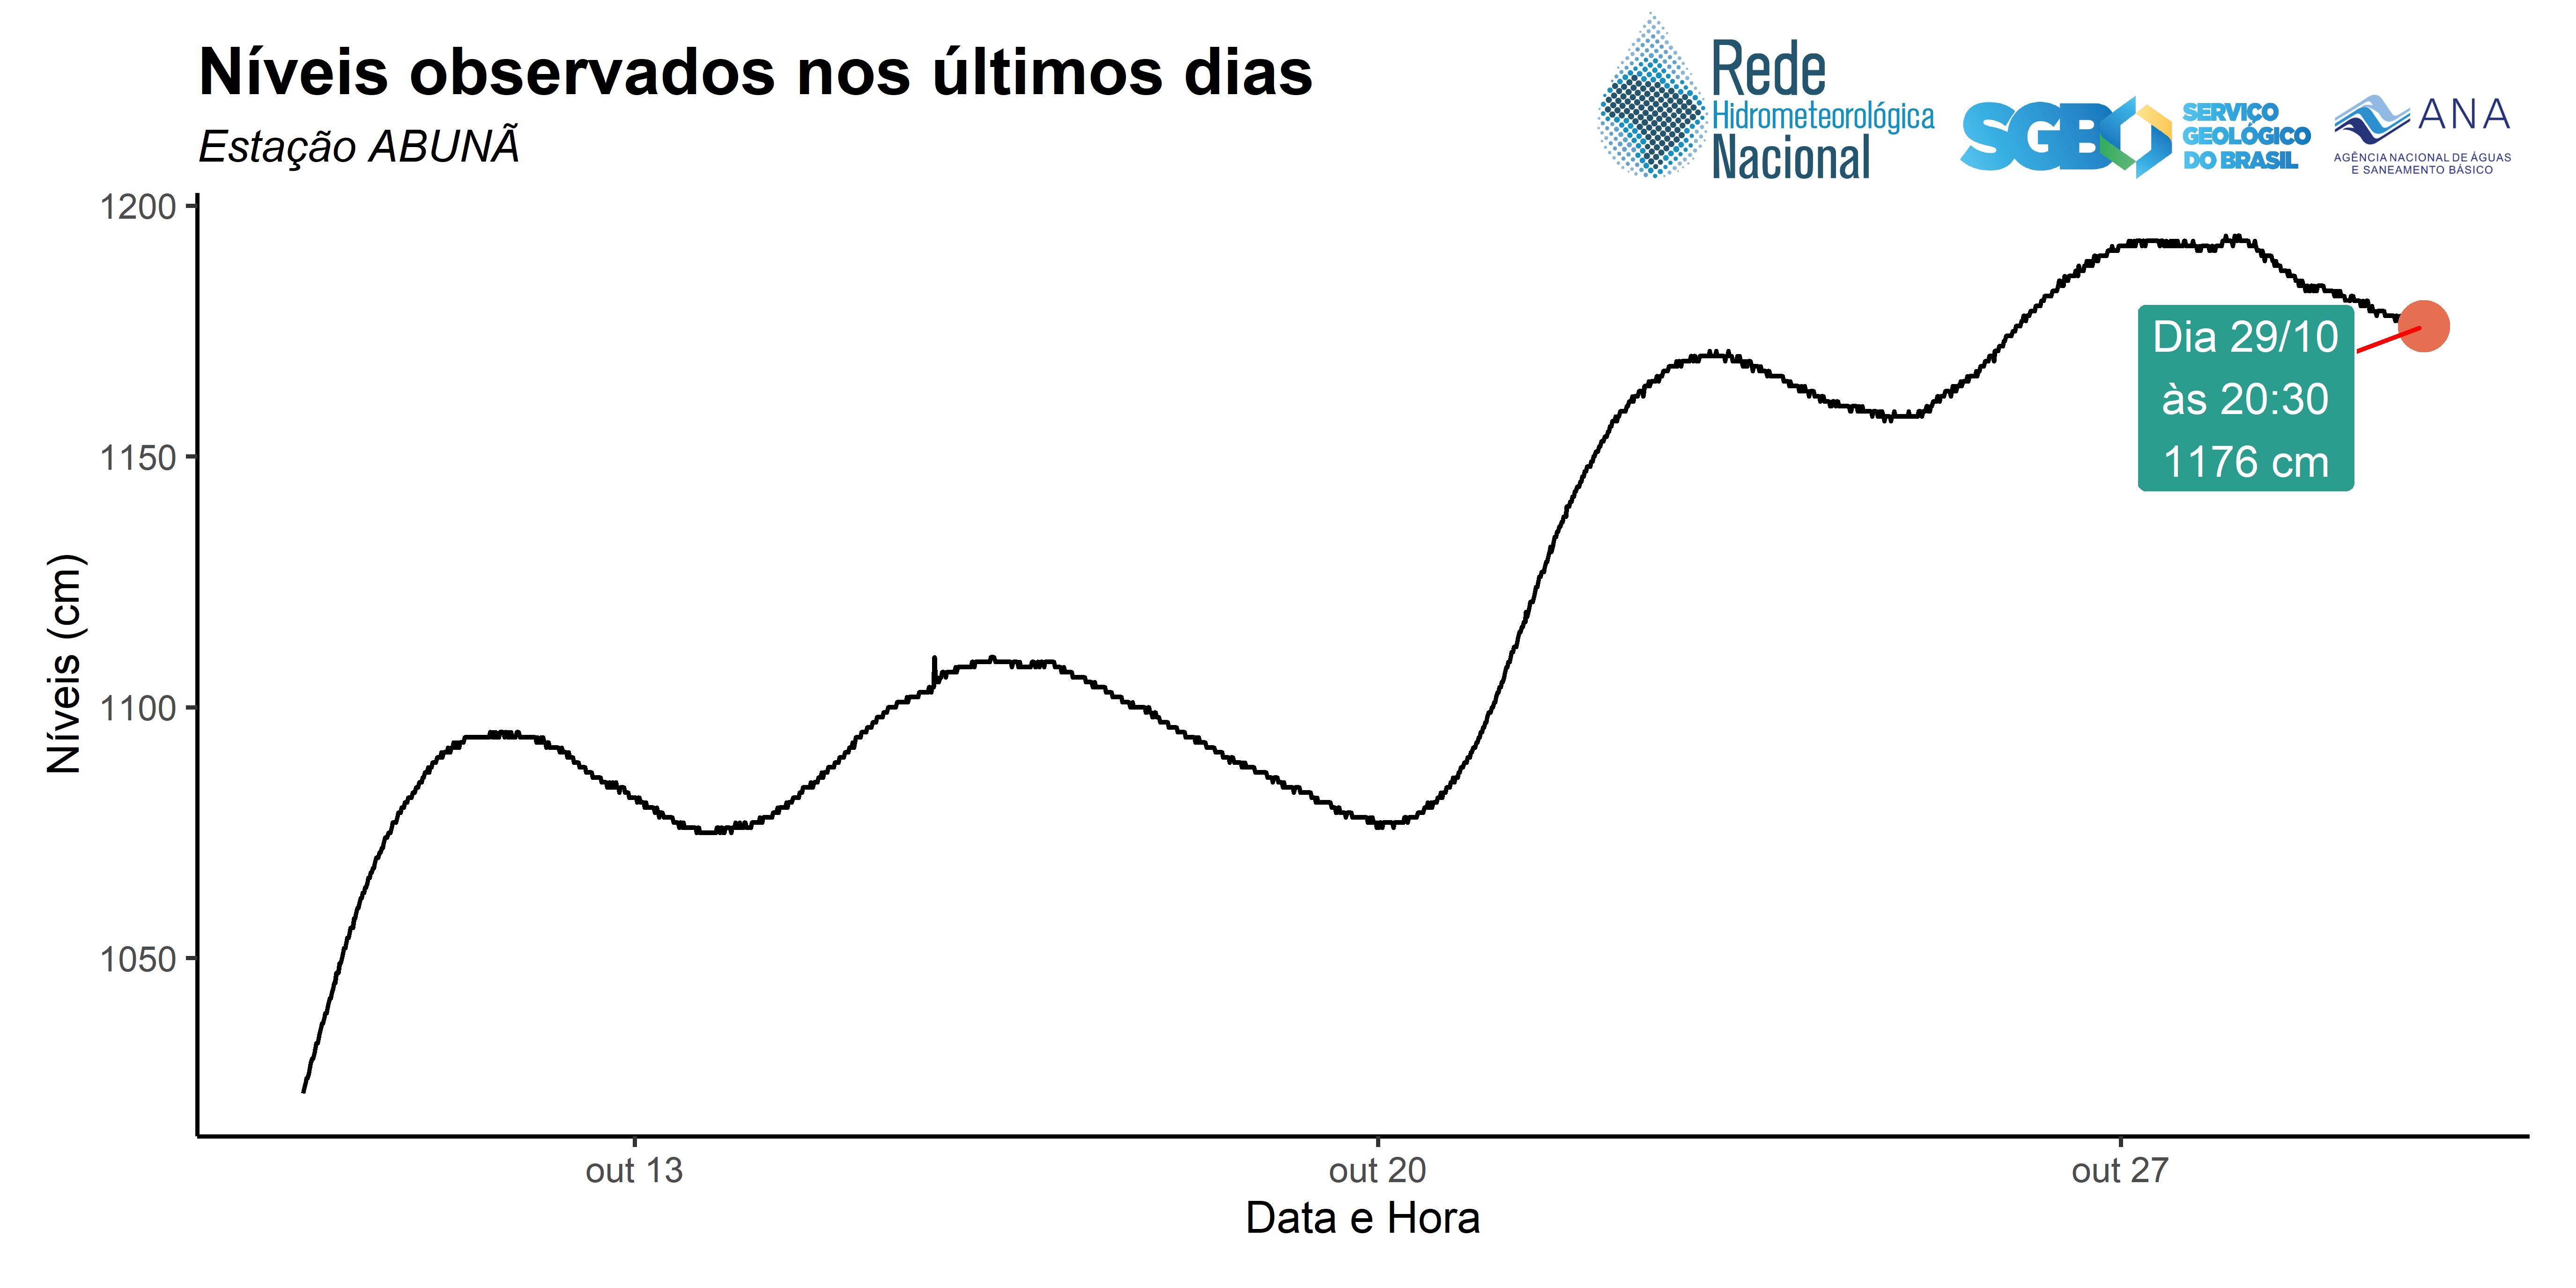 Níveis observados nos últimos dias
Estação ABUNÃ
Rede
Hidrometeorológica
Nacional
SGB
SERVIÇO
GEOLÓGICO
DO BRASIL
ANA
AGÊNCIA NACIONAL DE ÁGUAS
E SANEAMENTO BÁSICO
1200
1150
1100
1050
Níveis (cm)
Dia 29/10
às 20:30
1176 cm
out 13
out 20
out 27
Data e Hora